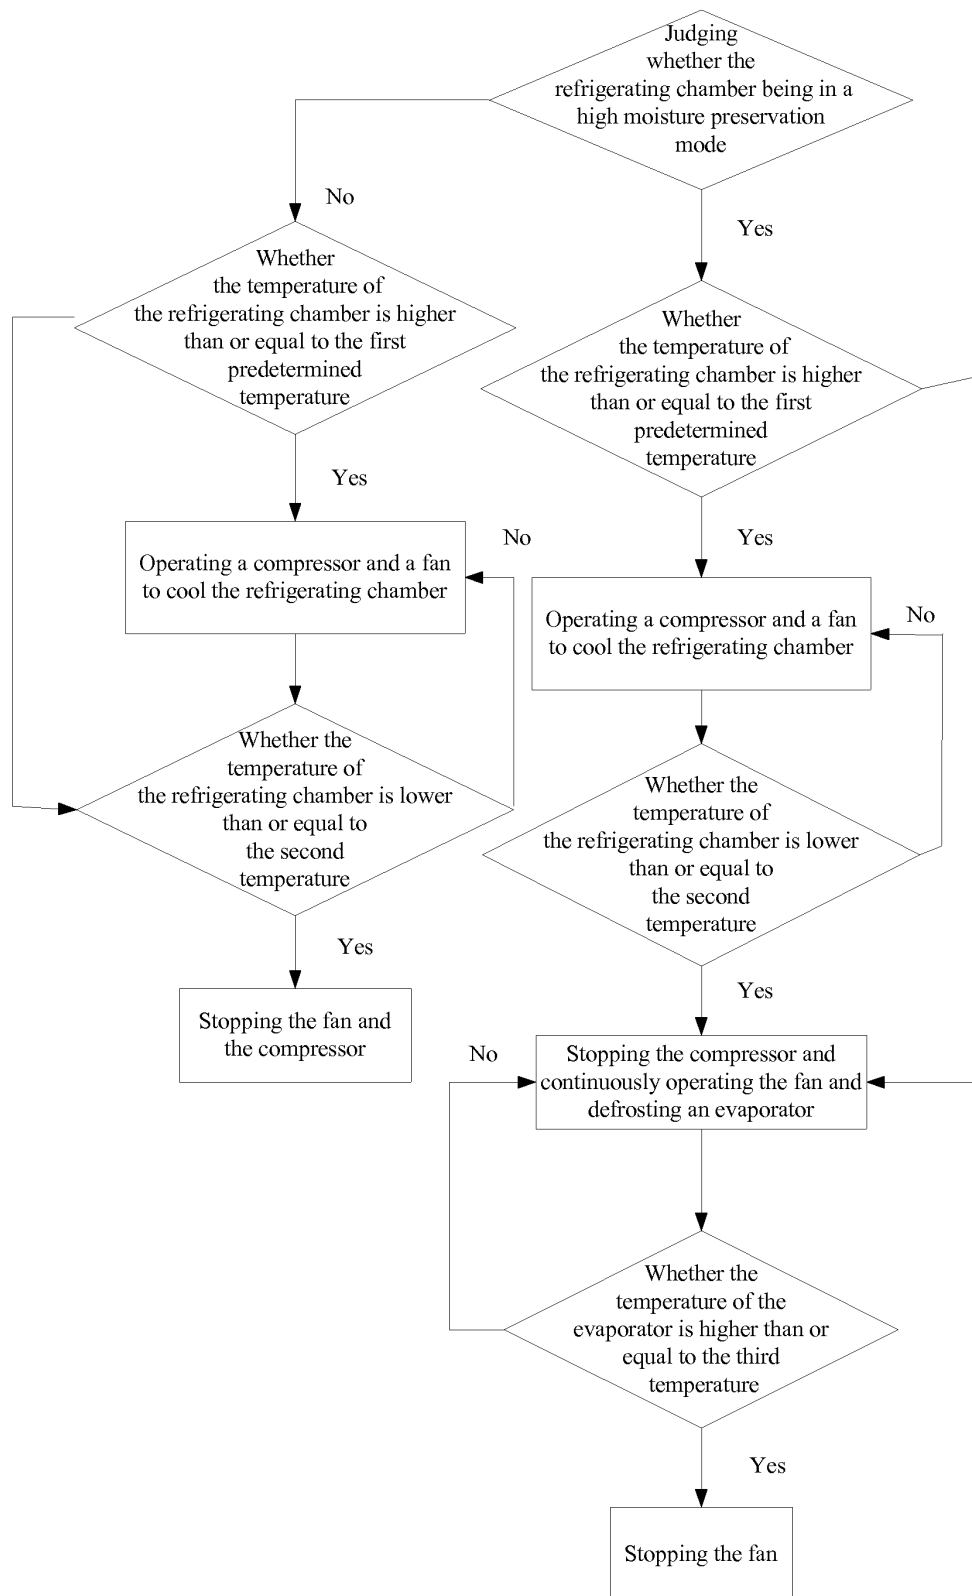 Judging
whether the
refrigerating chamber being in a
high moisture preservation
mode
No
Yes
Whether
the temperature of
the refrigerating chamber is higher
than or equal to the first
predetermined
temperature
Whether
the temperature of
the refrigerating chamber is higher
than or equal to the first
predetermined
temperature
Yes
Yes
No
Operating a compressor and a fan
to cool the refrigerating chamber
No
Operating a compressor and a fan
to cool the refrigerating chamber
Whether the
temperature of
the refrigerating chamber is lower
than or equal to
the second
temperature
Whether the
temperature of
the refrigerating chamber is lower
than or equal to
the second
temperature
Yes
Yes
Stopping the fan and
the compressor
No
Stopping the compressor and
continuously operating the fan and
defrosting an evaporator
Whether the
temperature of the
evaporator is higher than or
equal to the third
temperature
Yes
Stopping the fan